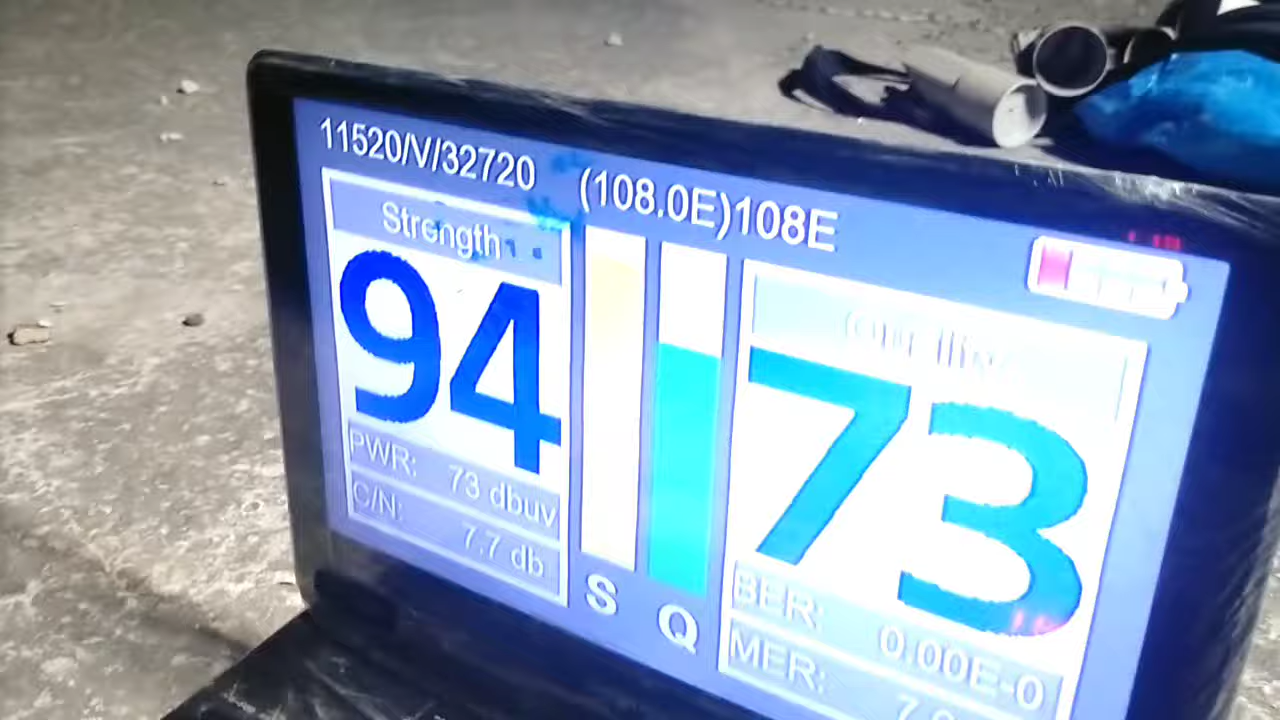 11520/V/32720 (108.0E)108E
Strength
94
PWR: 73 dbuv
C/N: 7.7 db
S Q
73
BER: 0.00E-0
MER: